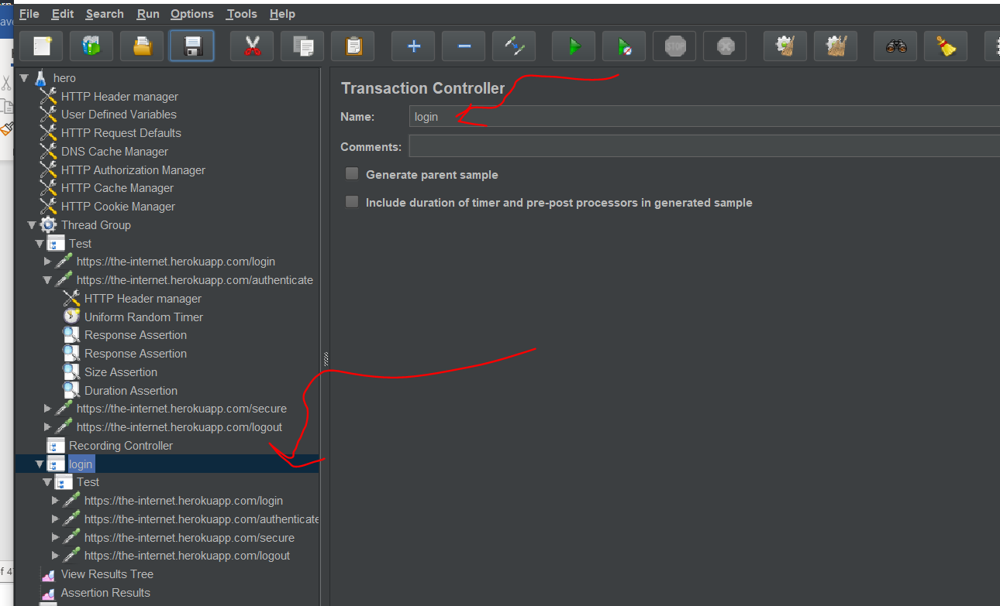 File Edit Search Run Options Tools Help
STOP
hero
HTTP Header manager
User Defined Variables
HTTP Request Defaults
DNS Cache Manager
HTTP Authorization Manager
HTTP Cache Manager
HTTP Cookie Manager
Thread Group
Test
https://the-internet.herokuapp.com/login
https://the-internet.herokuapp.com/authenticate
HTTP Header manager
Uniform Random Timer
Response Assertion
Response Assertion
Size Assertion
Duration Assertion
https://the-internet.herokuapp.com/secure
https://the-internet.herokuapp.com/logout
Recording Controller
login
Test
https://the-internet.herokuapp.com/login
https://the-internet.herokuapp.com/authenticate
https://the-internet.herokuapp.com/secure
https://the-internet.herokuapp.com/logout
View Results Tree
Assertion Results
Transaction Controller
Name: login
Comments:
Generate parent sample
Include duration of timer and pre-post processors in generated sample